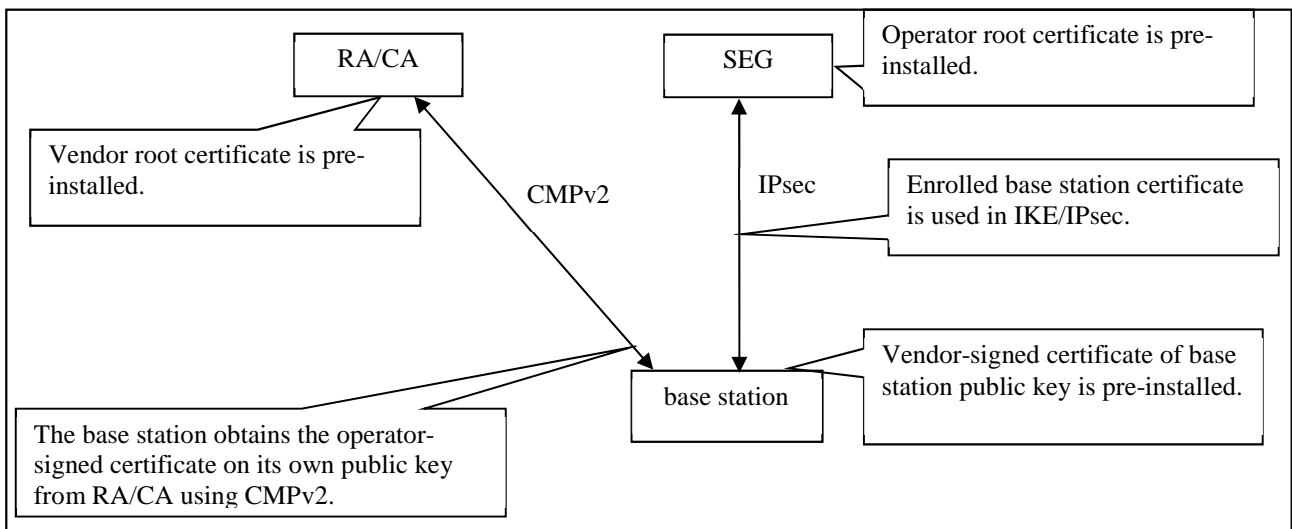 RA/CA
SEG
Operator root certificate is pre-
installed.
Vendor root certificate is pre-
installed.
CMPv2
IPsec
Enrolled base station certificate
is used in IKE/IPsec.
Vendor-signed certificate of base
station public key is pre-installed.
base station
The base station obtains the operator-
signed certificate on its own public key
from RA/CA using CMPv2.